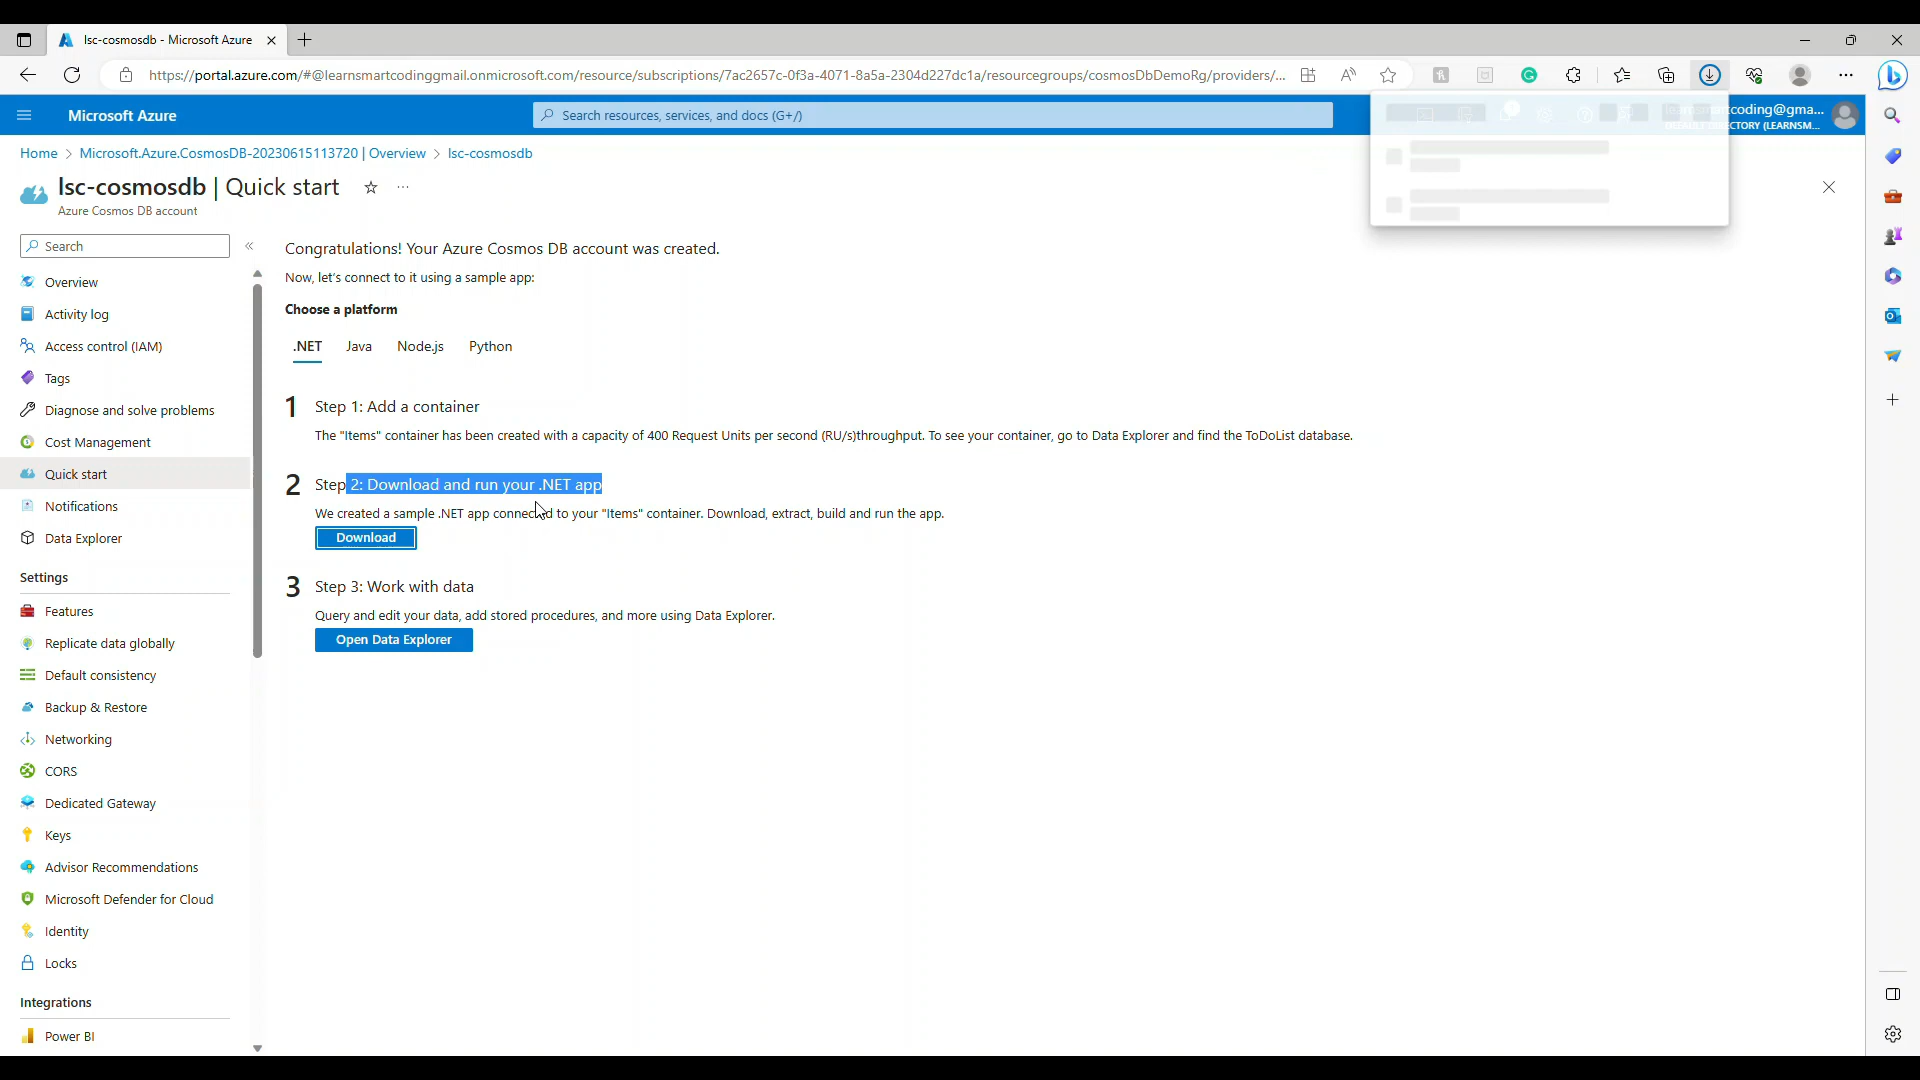 lsc-cosmosdb - Microsoft Azure
https://portal.azure.com/#@learnsmartcodinggmail.onmicrosoft.com/resource/subscriptions/7ac2657c-0f3a-4071-8a5a-2304d227dc1a/resourcegroups/cosmosDbDemoRg/providers/...
Microsoft Azure
Search resources, services, and docs (G+/)
coding@gma...
CTORY (LEARNSM...
Home > Microsoft.Azure.CosmosDB-20230615113720 | Overview > lsc-cosmosdb
lsc-cosmosdb | Quick start
Azure Cosmos DB account
Search
Overview
Activity log
Access control (IAM)
Tags
Diagnose and solve problems
Cost Management
Quick start
Notifications
Data Explorer
Settings
Features
Replicate data globally
Default consistency
Backup & Restore
Networking
CORS
Dedicated Gateway
Keys
Advisor Recommendations
Microsoft Defender for Cloud
Identity
Locks
Integrations
Power BI
Congratulations! Your Azure Cosmos DB account was created.
Now, let's connect to it using a sample app:
Choose a platform
.NET Java Node.js Python
1 Step 1: Add a container
The "Items" container has been created with a capacity of 400 Request Units per second (RU/s)throughput. To see your container, go to Data Explorer and find the ToDoList database.
2 Step 2: Download and run your .NET app
We created a sample .NET app connected to your "Items" container. Download, extract, build and run the app.
Download
3 Step 3: Work with data
Query and edit your data, add stored procedures, and more using Data Explorer.
Open Data Explorer